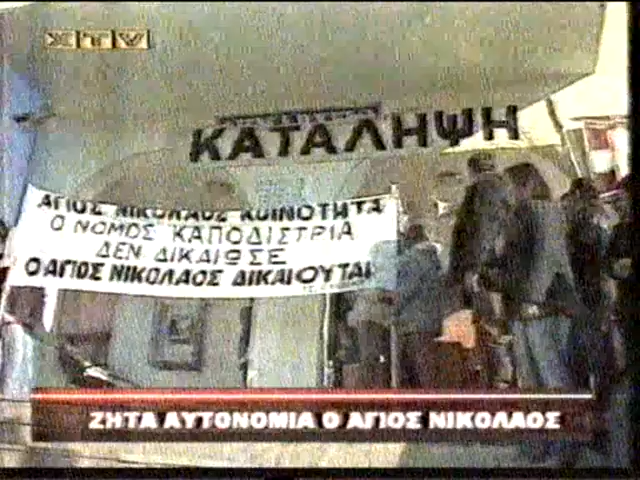 XTV
ΚΑΤΑΛΗΨΗ
ΑΓΙΟΣ ΝΙΚΟΛΑΟΣ ΚΟΙΝΟΤΗΤΑ
Ο ΝΟΜΟΣ ΚΑΠΟΔΙΣΤΡΙΑ
ΔΕΝ ΔΙΚΑΙΩΣΕ
Ο ΑΓΙΟΣ ΝΙΚΟΛΑΟΣ ΔΙΚΑΙΟΥΤΑΙ
ΖΗΤΑ ΑΥΤΟΝΟΜΙΑ Ο ΑΓΙΟΣ ΝΙΚΟΛΑΟΣ